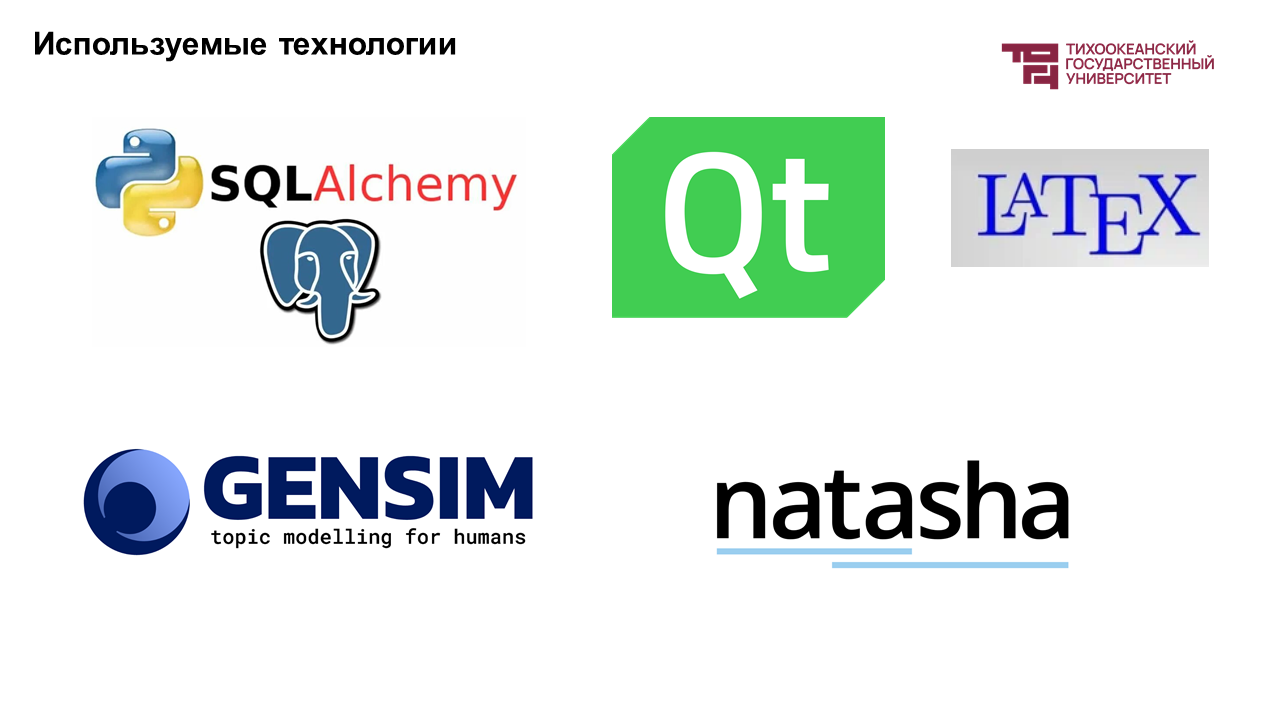 Используемые технологии
ТИХООКЕАНСКИЙ
ГОСУДАРСТВЕННЫЙ
УНИВЕРСИТЕТ
SQLAlchemy
Qt
LATEX
GENSIM
topic modelling for humans
natasha